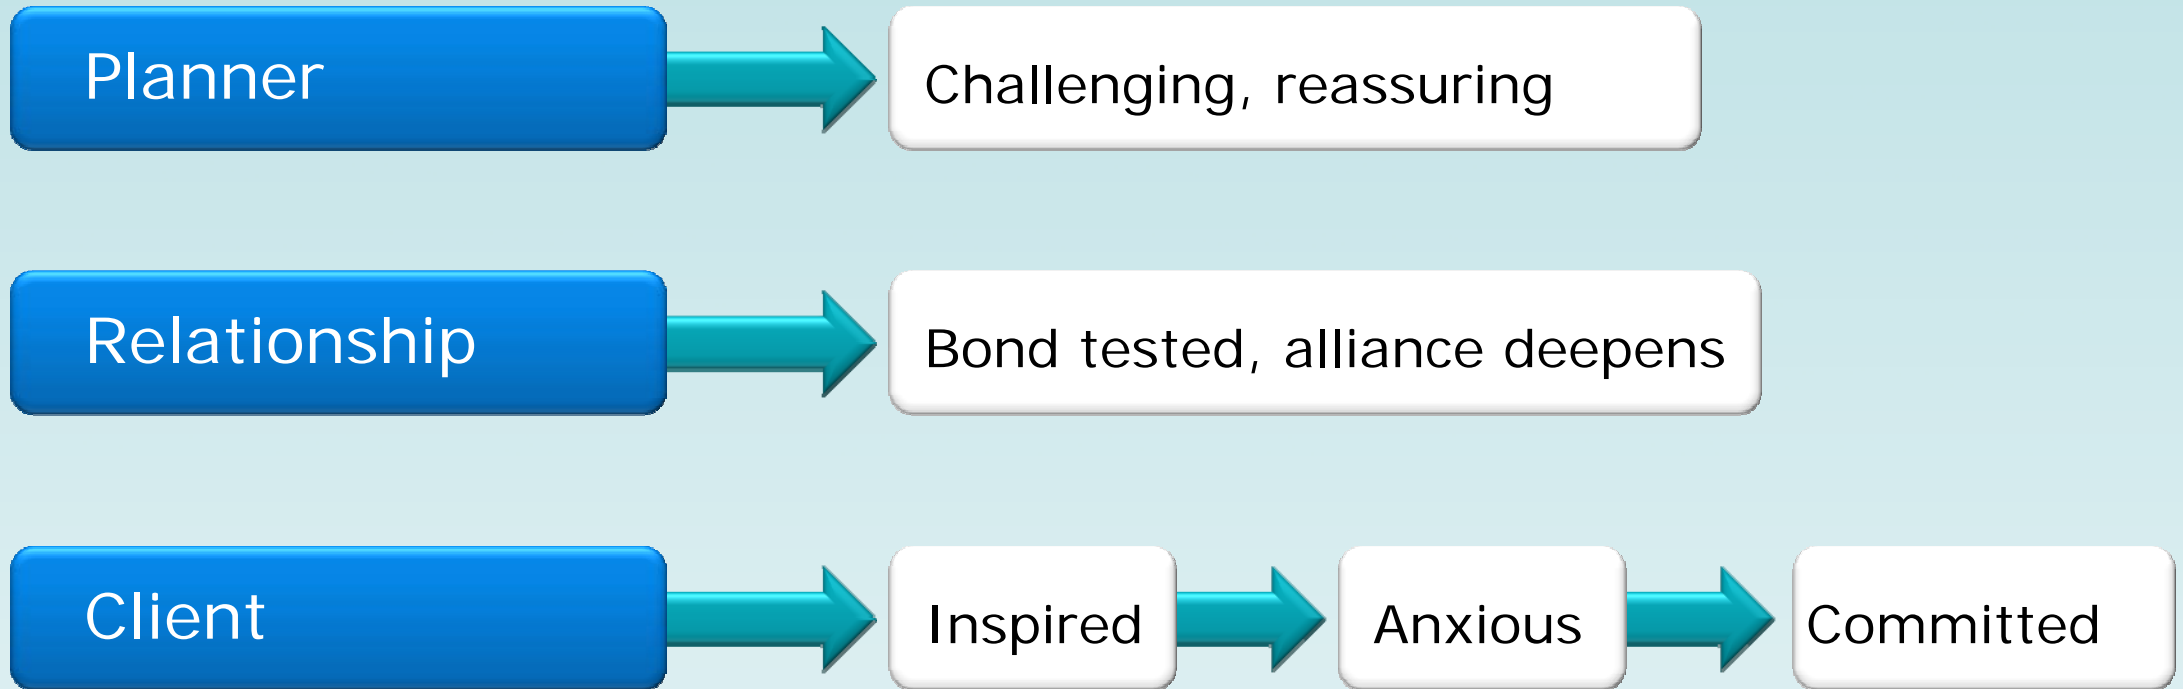 Planner
Challenging, reassuring
Relationship
Bond tested, alliance deepens
Client
Inspired
Anxious
Committed